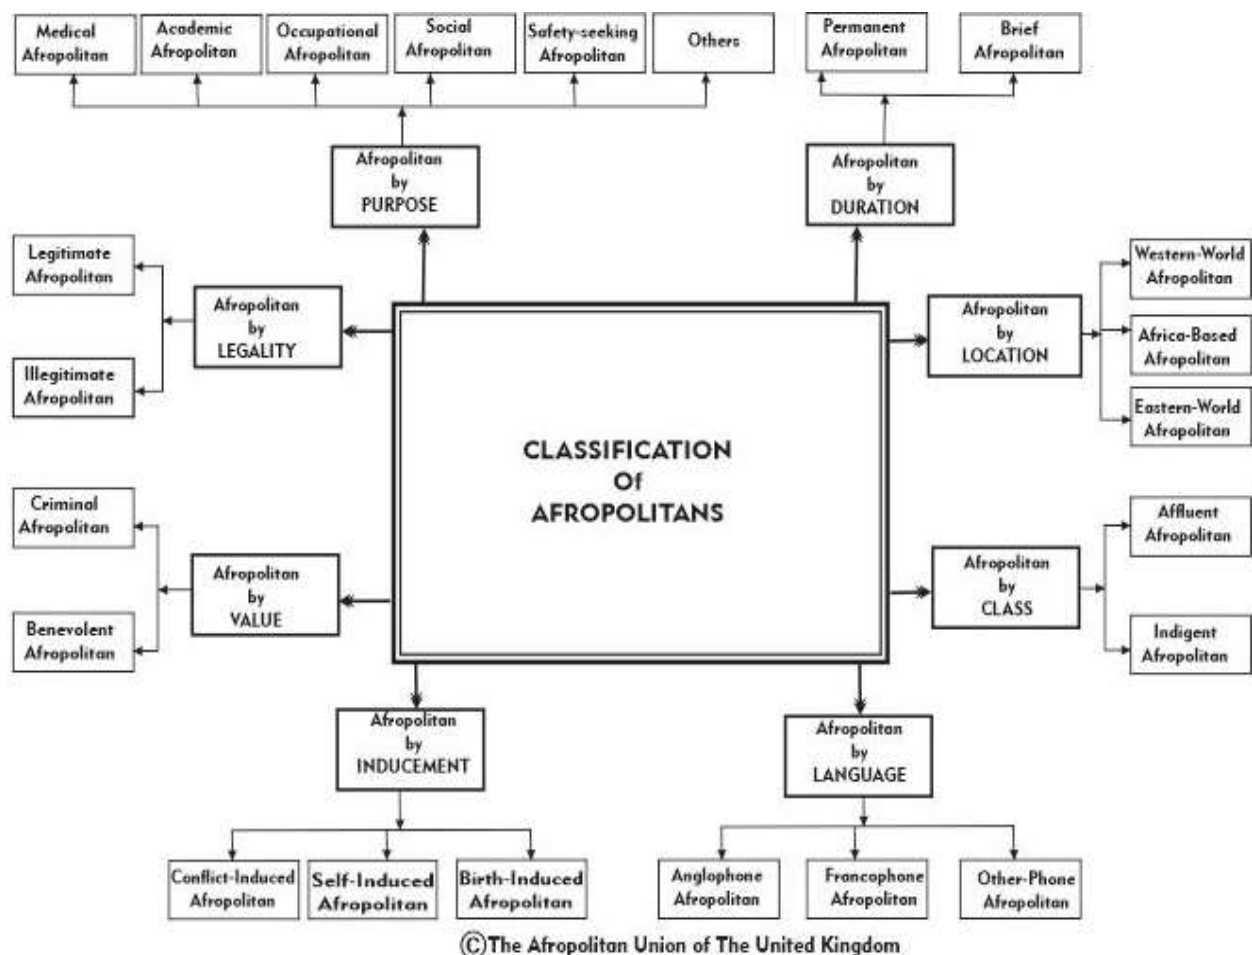 Medical
Afropolitan
Academic
Afropolitan
Occupational
Afropolitan
Social
Afropolitan
Safety-seeking
Afropolitan
Others
Permanent
Afropolitan
Brief
Afropolitan
Afropolitan
by
PURPOSE
Afropolitan
by
DURATION
Legitimate
Afropolitan
Illegitimate
Afropolitan
Afropolitan
by
LEGALITY
Afropolitan
by
LOCATION
Western-World
Afropolitan
Africa-Based
Afropolitan
Eastern-World
Afropolitan
CLASSIFICATION
Of
AFROPOLITANS
Criminal
Afropolitan
Benevolent
Afropolitan
Afropolitan
by
VALUE
Afropolitan
by
CLASS
Affluent
Afropolitan
Indigent
Afropolitan
Afropolitan
by
INDUCEMENT
Afropolitan
by
LANGUAGE
Conflict-Induced
Afropolitan
Self-Induced
Afropolitan
Birth-Induced
Afropolitan
Anglophone
Afropolitan
Francophone
Afropolitan
Other-Phone
Afropolitan
©The Afropolitan Union of The United Kingdom